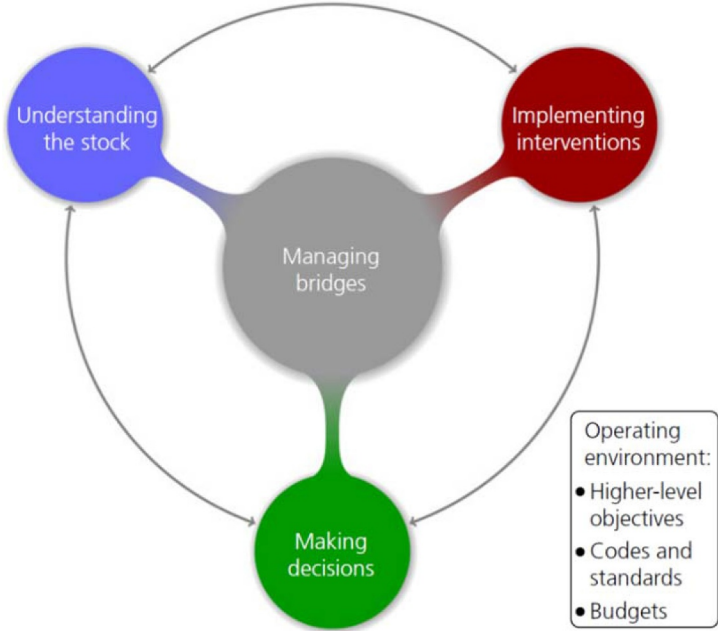 Understanding
the stock
Implementing
interventions
Managing
bridges
Making
decisions
Operating
environment:
• Higher-level
objectives
• Codes and
standards
• Budgets